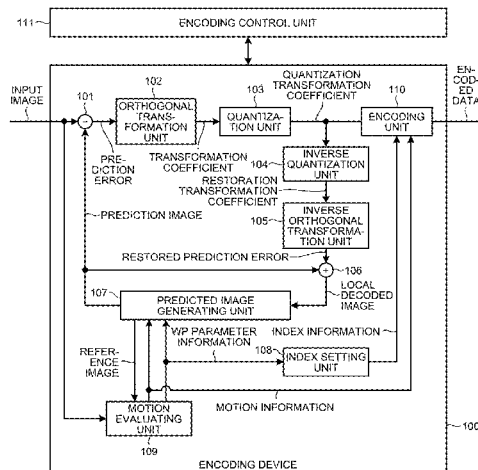 111
ENCODING CONTROL UNIT
INPUT
IMAGE
101
-
PRE-
DICTION
ERROR
102
ORTHOGONAL
TRANS-
FORMATION
UNIT
TRANSFORMATION
COEFFICIENT
103
QUANTIZA-
TION UNIT
QUANTIZATION
TRANSFORMATION
COEFFICIENT
110
ENCODING
UNIT
EN-
COD-
ED DATA
104
INVERSE
QUANTIZATION
UNIT
RESTORATION
TRANSFORMATION
COEFFICIENT
105
INVERSE
ORTHOGONAL
TRANSFORMA-
TION UNIT
PREDICTION IMAGE
RESTORED PREDICTION ERROR
+
106
LOCAL
DECODED
IMAGE
107
PREDICTED IMAGE
GENERATING UNIT
WP PARAMETER
INFORMATION
INDEX INFORMATION
REFER-
ENCE
IMAGE
108
INDEX SETTING
UNIT
MOTION
EVALUATING
UNIT
109
MOTION INFORMATION
100
ENCODING DEVICE